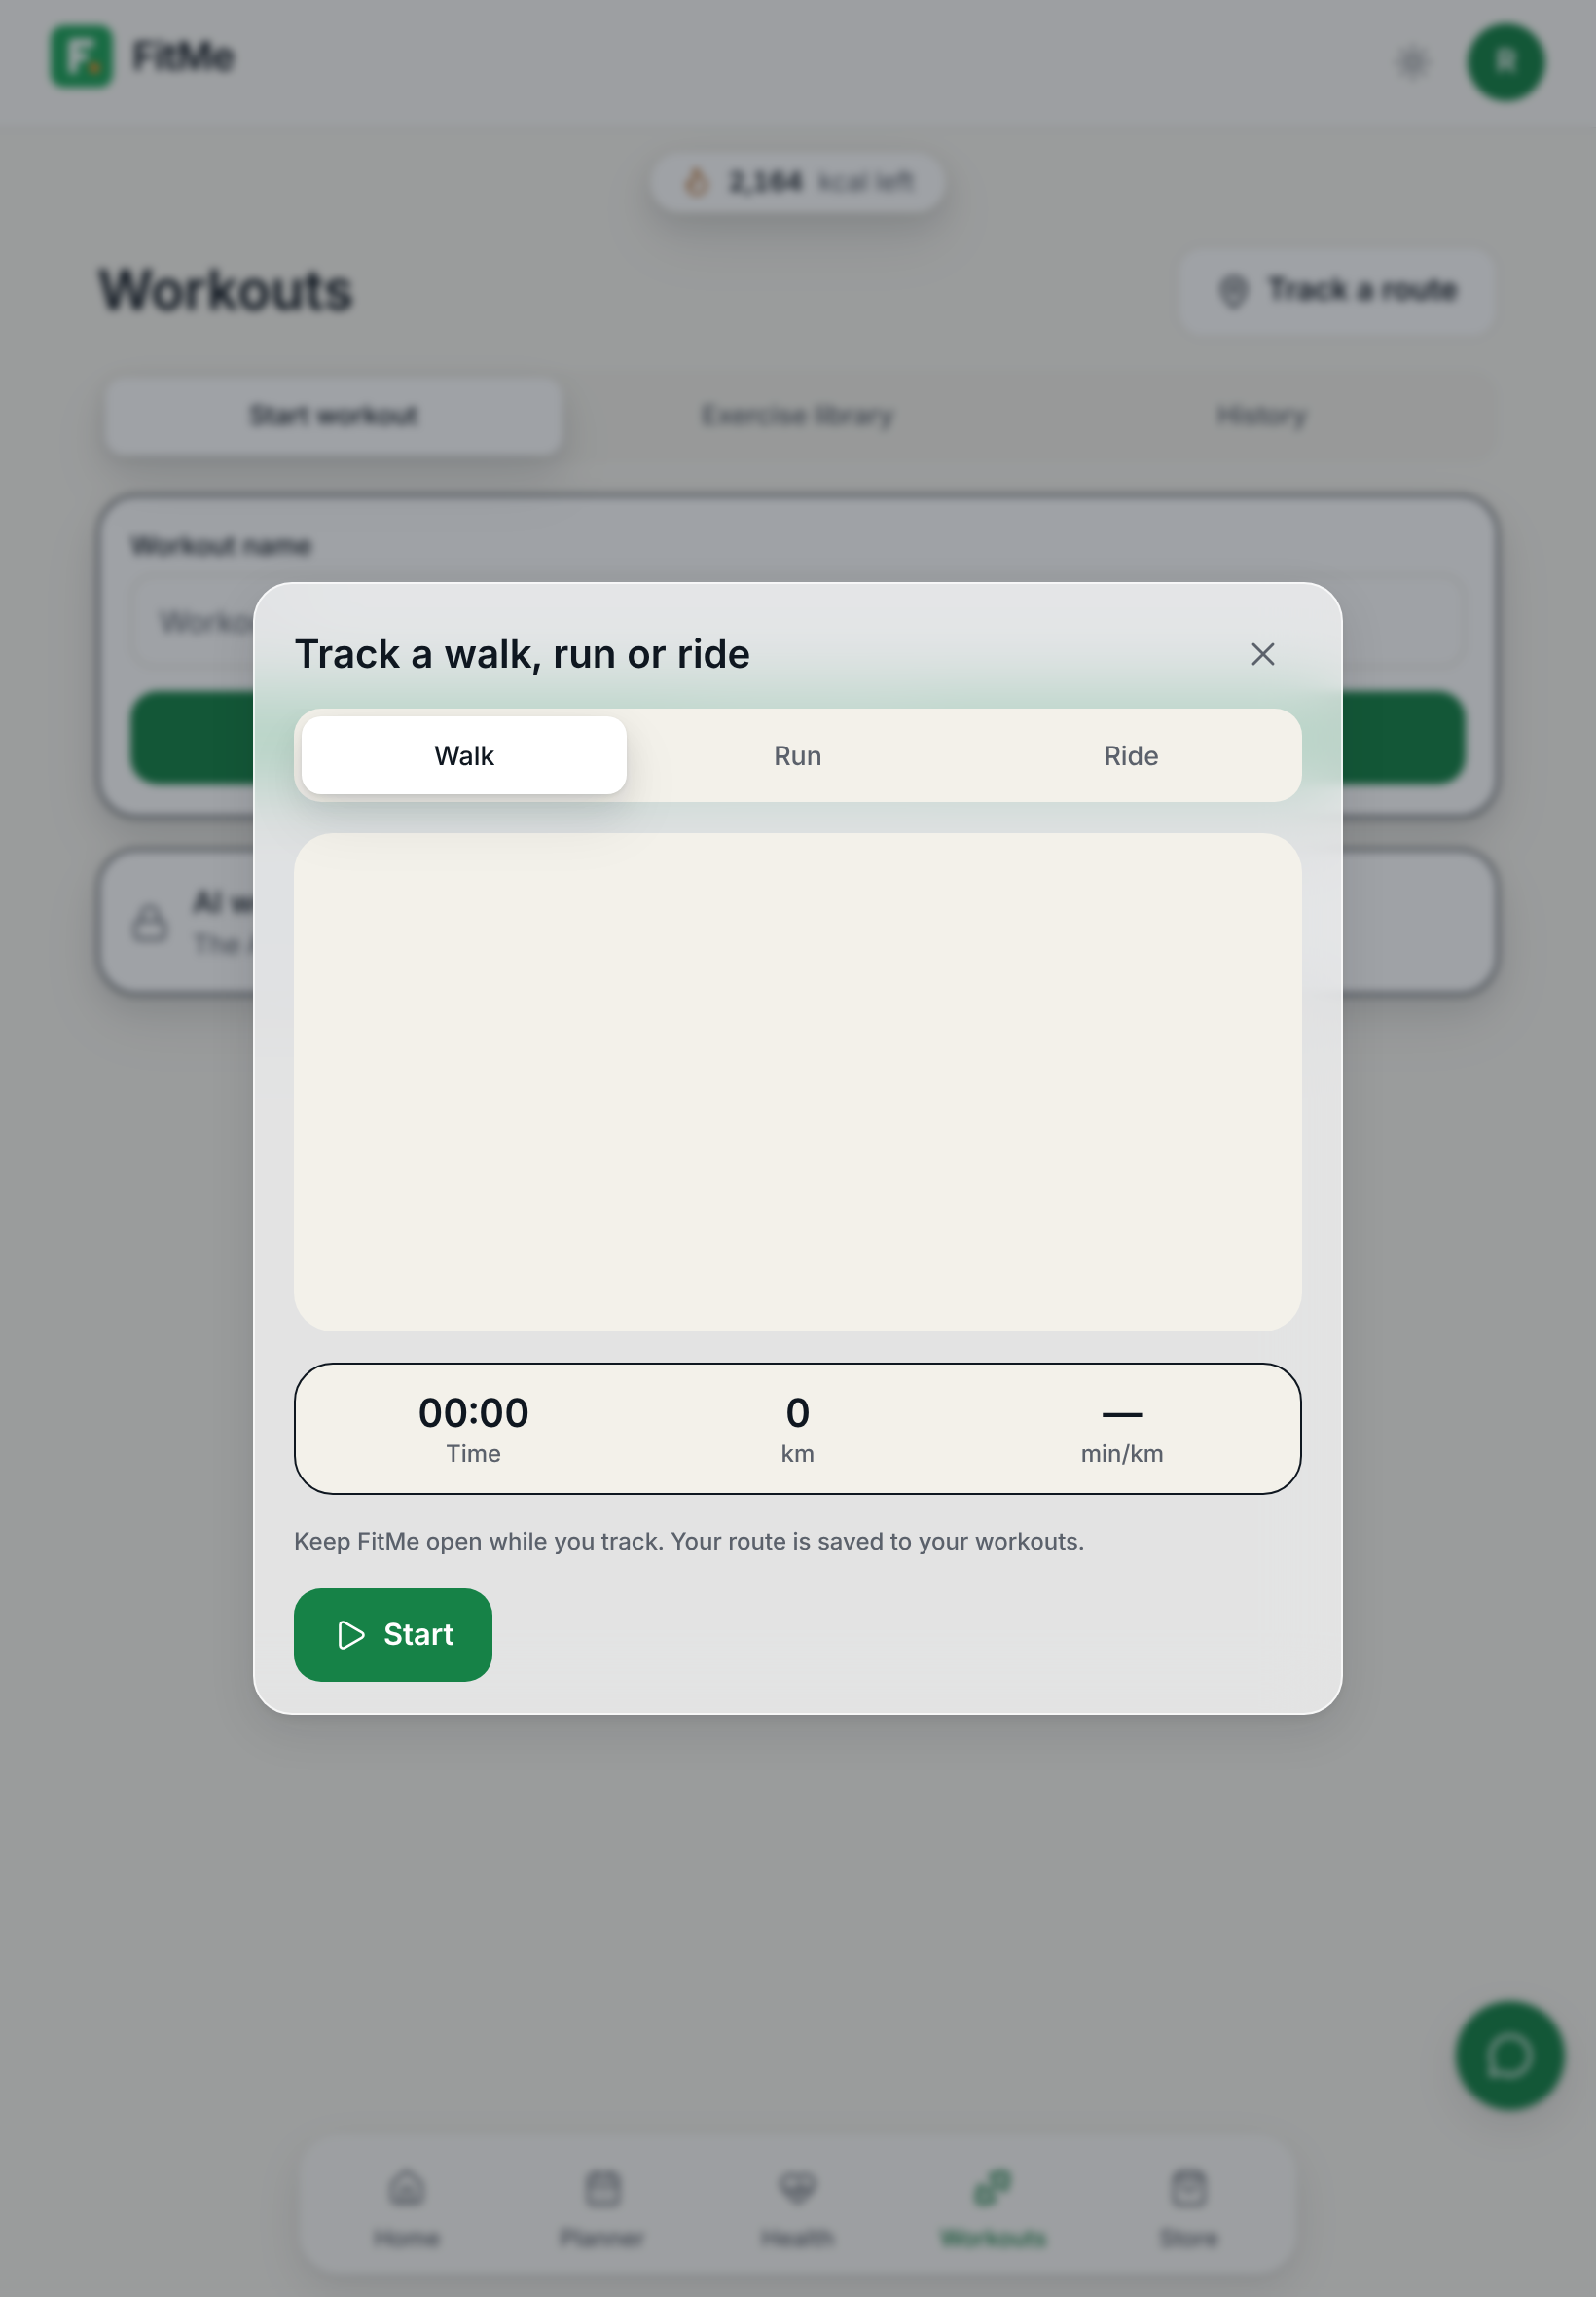 FitMe
R
2,164 kcal left
Workouts
Track a route
Start workout
Exercise library
History
Workout name
Track a walk, run or ride
Walk
Run
Ride
AI
The
00:00
0
—
Time
km
min/km
Keep FitMe open while you track. Your route is saved to your workouts.
Start
Home
Planner
Health
Workouts
Store